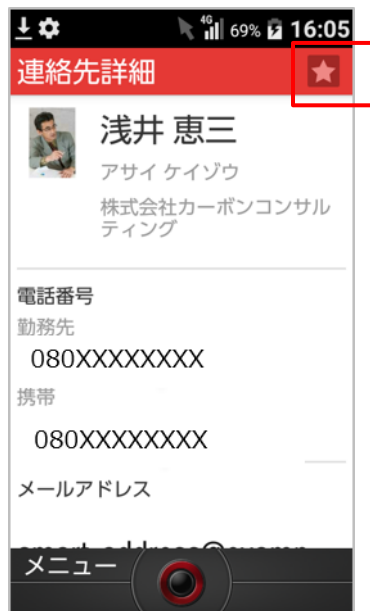 4G 69% 16:05
連絡先詳細
浅井 恵三
アサイ ケイゾウ
株式会社カーボンコンサル
ティング
電話番号
勤務先
080XXXXXXXX
携帯
080XXXXXXXX
メールアドレス
メニュー